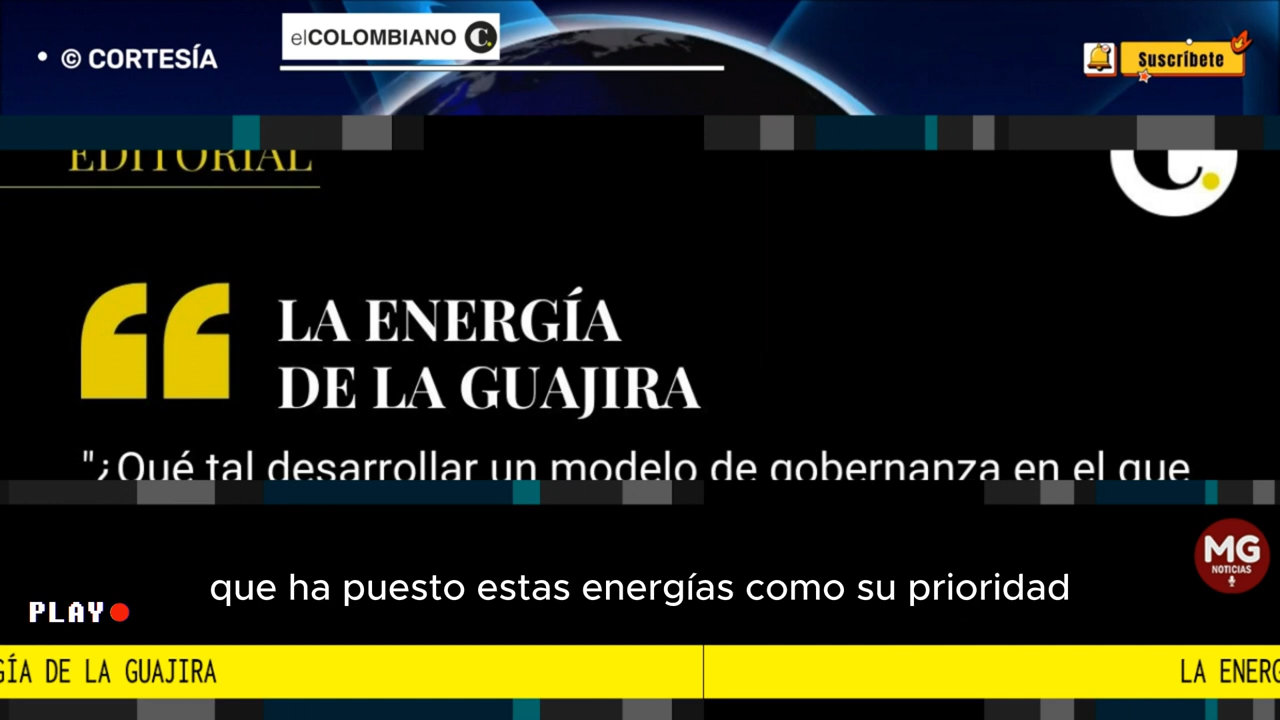 • © CORTESÍA
elCOLOMBIANO C.
Suscríbete
EDITORIAL
“ LA ENERGÍA
DE LA GUAJIRA
"¿Qué tal desarrollar un modelo de gobernanza en el que
MG
NOTICIAS
que ha puesto estas energías como su prioridad
PLAY
GÍA DE LA GUAJIRA
LA ENERG